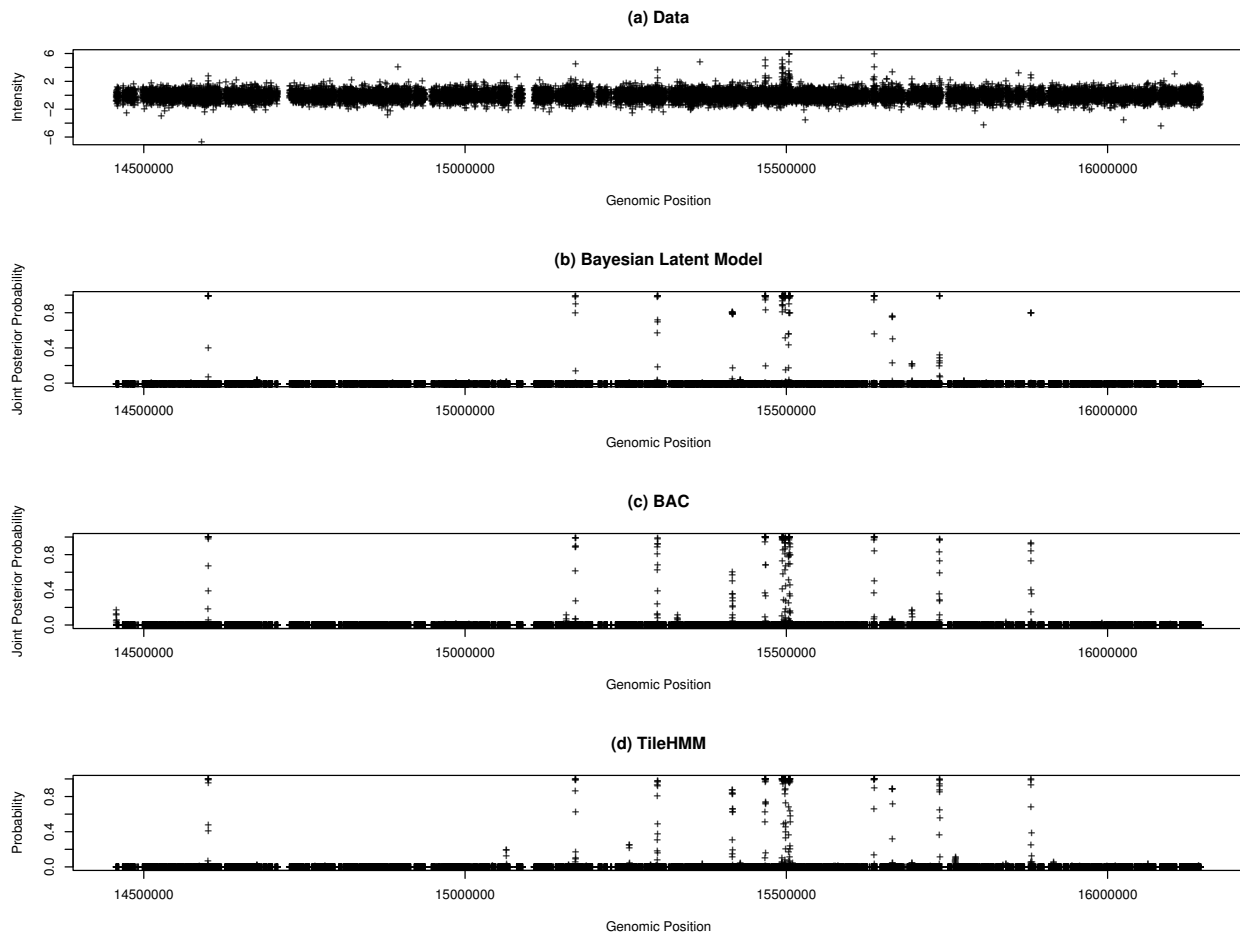 (a) Data
Intensity
6
2
−2
−6
14500000 15000000 15500000 16000000
Genomic Position
(b) Bayesian Latent Model
Joint Posterior Probability
0.8
0.4
0.0
14500000 15000000 15500000 16000000
Genomic Position
(c) BAC
Joint Posterior Probability
0.8
0.4
0.0
14500000 15000000 15500000 16000000
Genomic Position
(d) TileHMM
Probability
0.8
0.4
0.0
14500000 15000000 15500000 16000000
Genomic Position